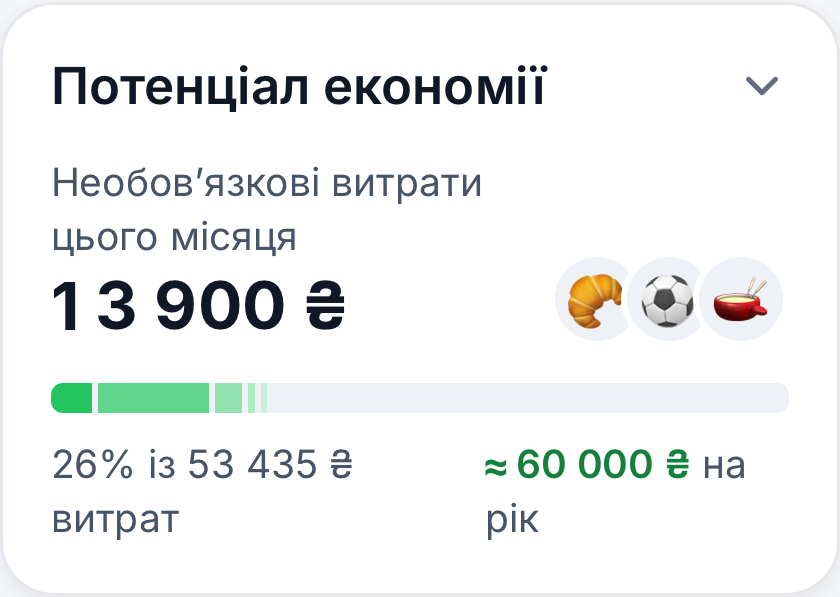 Потенціал економії
Необов’язкові витрати
цього місяця
13 900 ₴
26% із 53 435 ₴
витрат
≈ 60 000 ₴ на
рік